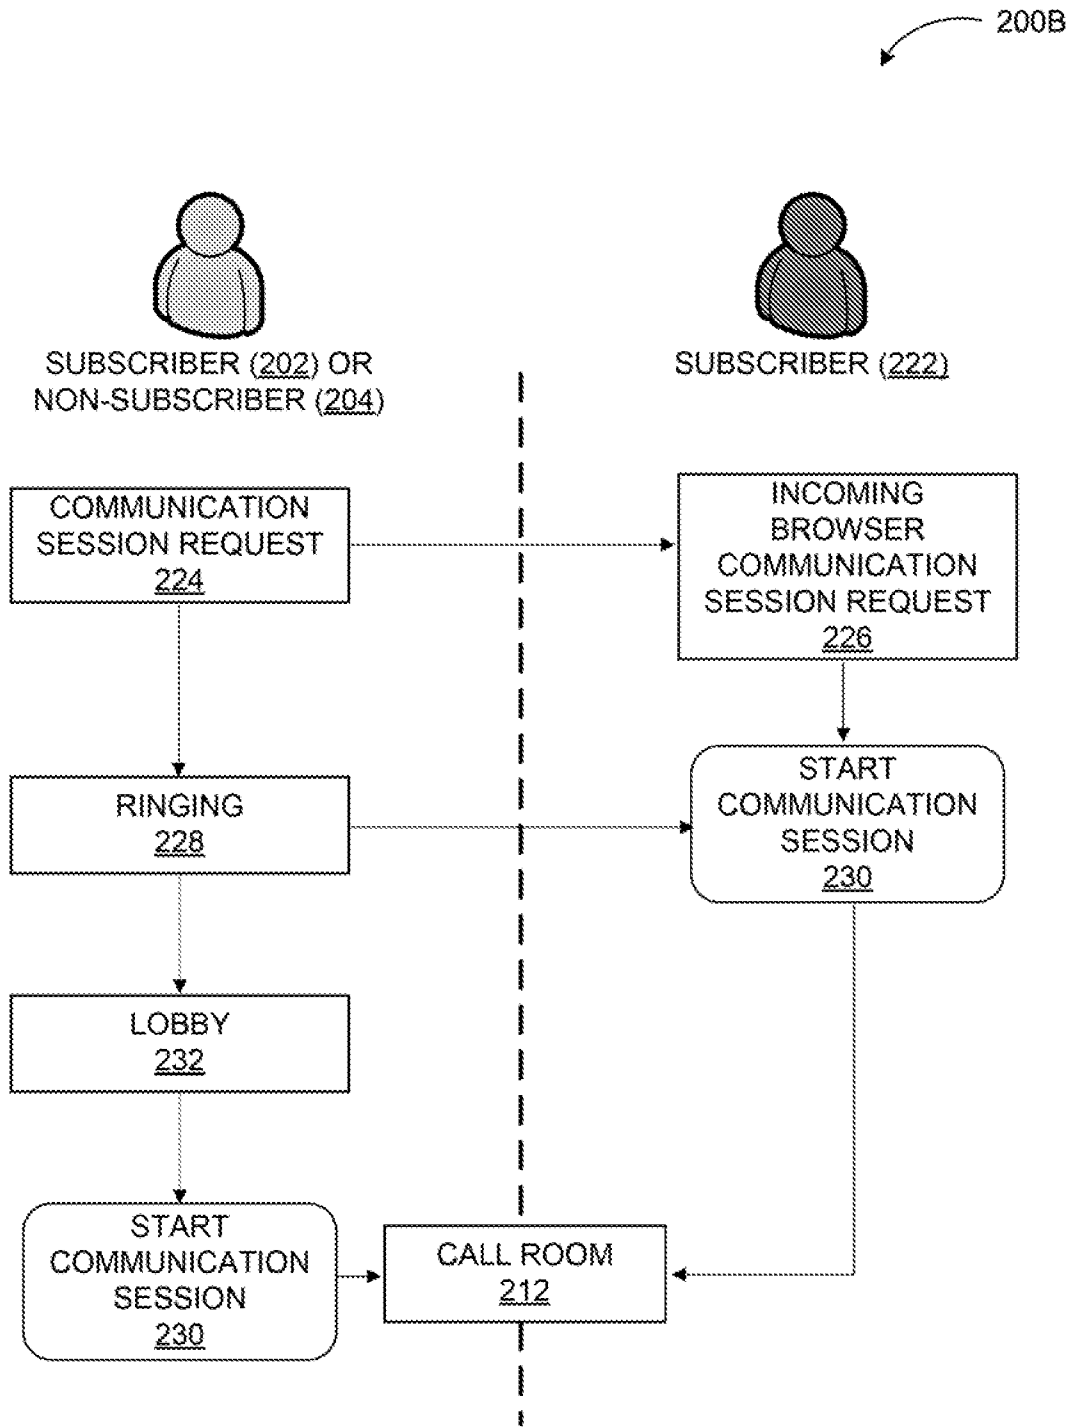 200B
SUBSCRIBER (202) OR
NON-SUBSCRIBER (204)
SUBSCRIBER (222)
COMMUNICATION
SESSION REQUEST
224
INCOMING
BROWSER
COMMUNICATION
SESSION REQUEST
226
RINGING
228
START
COMMUNICATION
SESSION
230
LOBBY
232
START
COMMUNICATION
SESSION
230
CALL ROOM
212